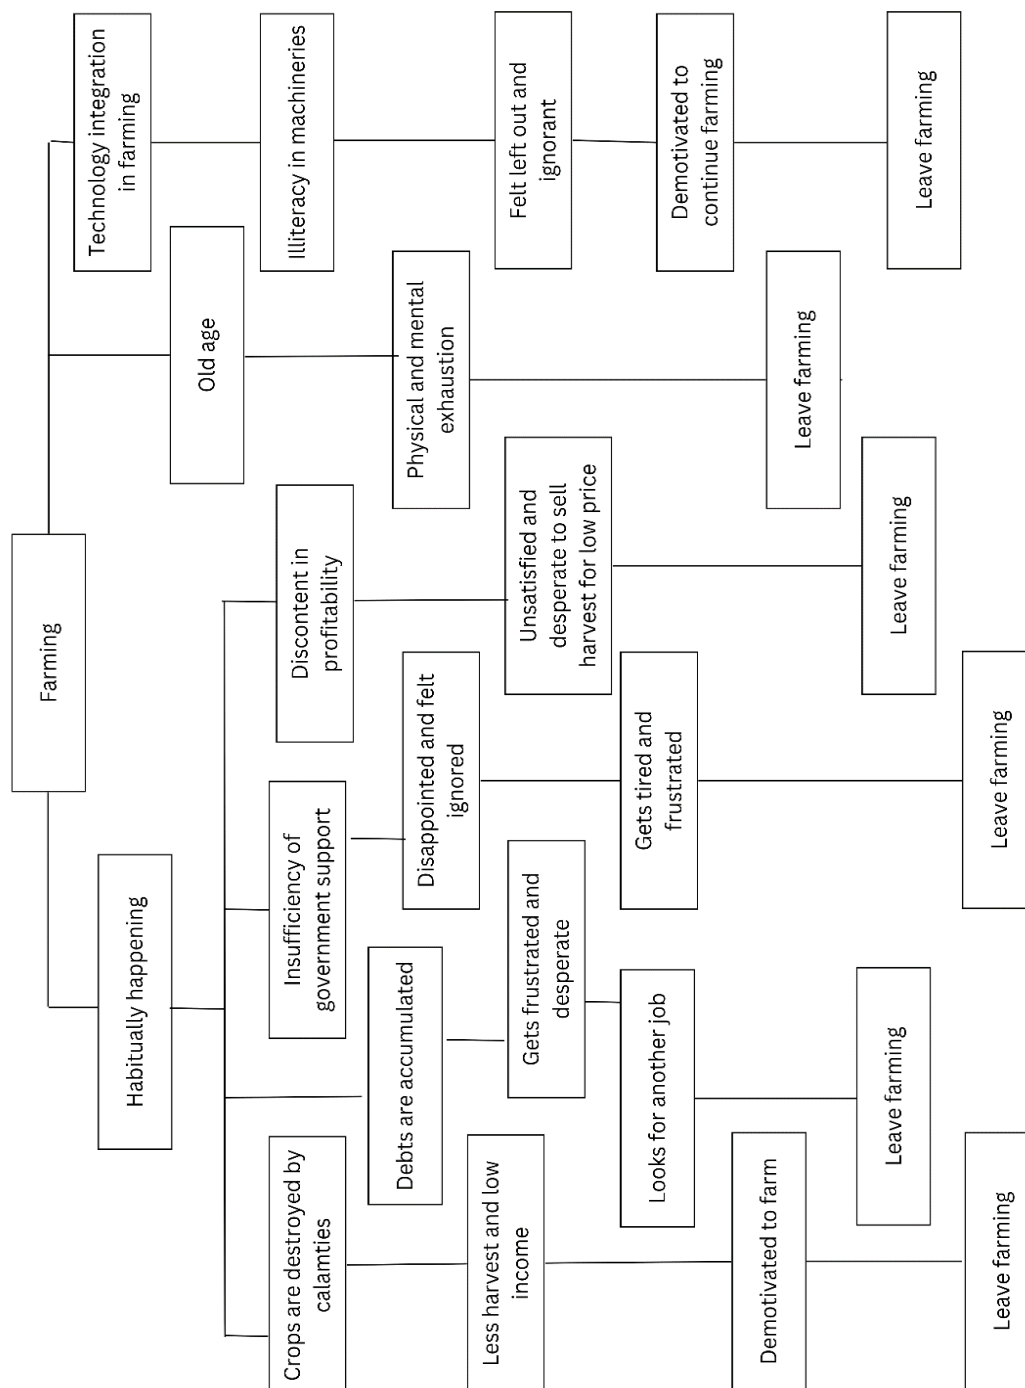 Farming
Habitually happening
Crops are destroyed by
calamties
Less harvest and low
income
Demotivated to farm
Leave farming
Debts are accumulated
Gets frustrated and
desperate
Looks for another job
Leave farming
Insufficiency of
government support
Disappointed and felt
ignored
Gets tired and
frustrated
Leave farming
Discontent in
profitability
Unsatisfied and
desperate to sell
harvest for low price
Leave farming
Old age
Physical and mental
exhaustion
Leave farming
Technology integration
in farming
Illiteracy in machineries
Felt left out and
ignorant
Demotivated to
continue farming
Leave farming